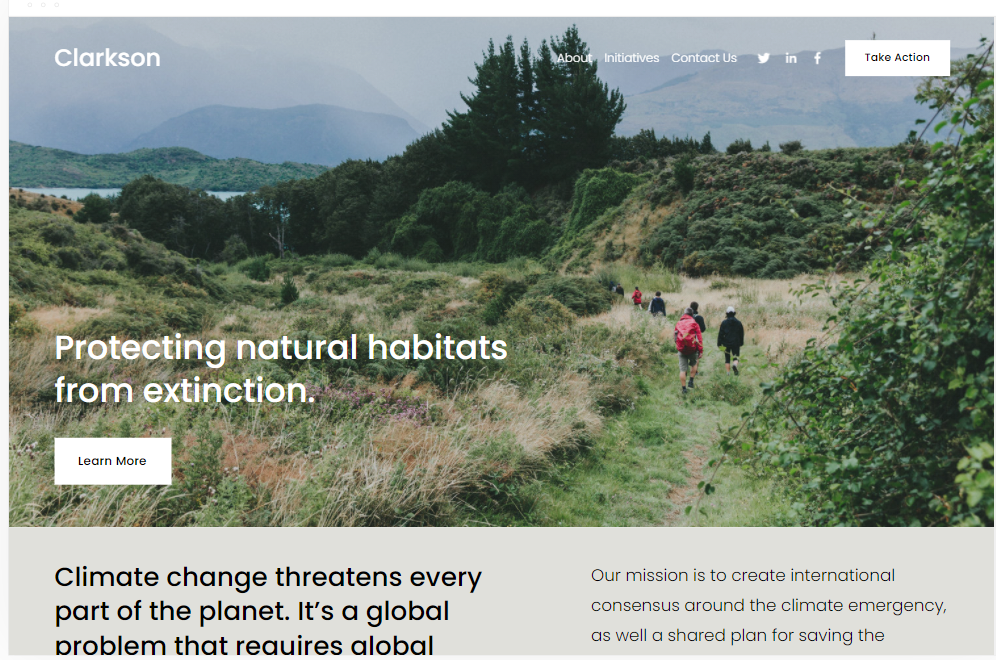 Clarkson
About Initiatives Contact Us
Take Action
Protecting natural habitats
from extinction.
Learn More
Climate change threatens every
part of the planet. It’s a global
problem that requires global
Our mission is to create international
consensus around the climate emergency,
as well a shared plan for saving the